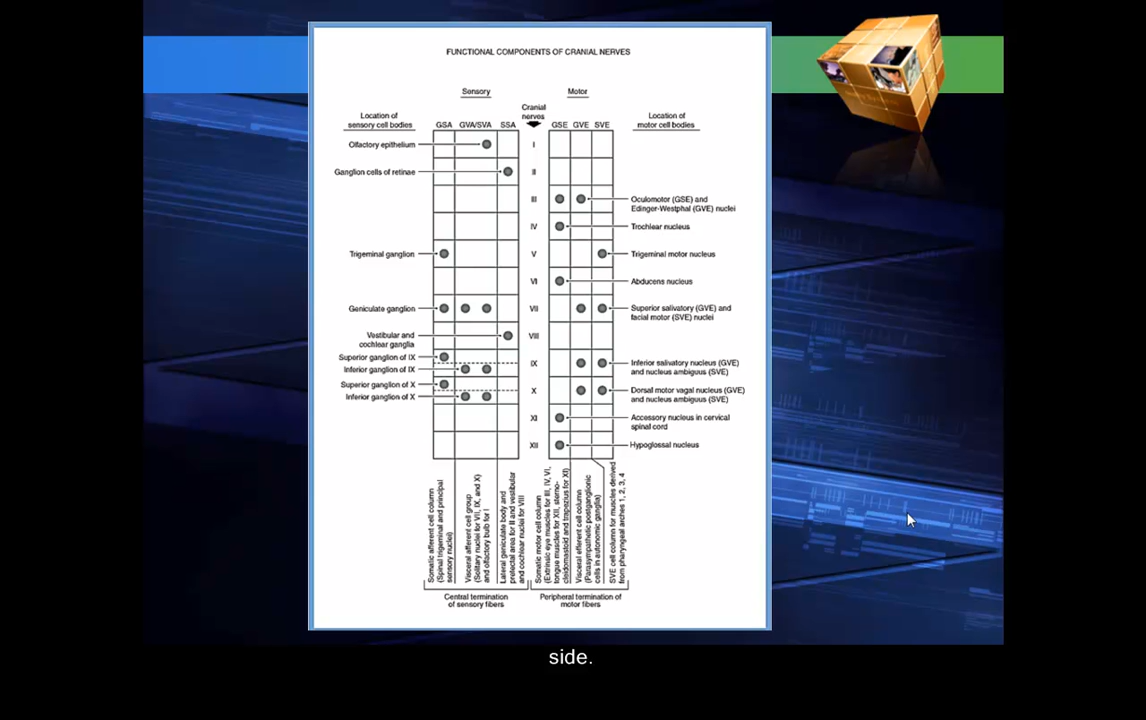 FUNCTIONAL COMPONENTS OF CRANIAL NERVES
Sensory
Motor
Location of
sensory cell bodies
GSA
GVA/SVA
SSA
Cranial
nerves
GSE
GVE
SVE
Location of
motor cell bodies
Olfactory epithelium
I
Ganglion cells of retinae
II
III
Oculomotor (GSE) and
Edinger-Westphal (GVE) nuclei
IV
Trochlear nucleus
Trigeminal ganglion
V
Trigeminal motor nucleus
VI
Abducens nucleus
Geniculate ganglion
VII
Superior salivatory (GVE) and
facial motor (SVE) nuclei
Vestibular and
cochlear ganglia
VIII
Superior ganglion of IX
Inferior ganglion of IX
IX
Inferior salivary nucleus (GVE)
and nucleus ambiguus (SVE)
Superior ganglion of X
Inferior ganglion of X
X
Dorsal motor vagal nucleus (GVE)
and nucleus ambiguus (SVE)
XI
Accessory nucleus in cervical
spinal cord
XII
Hypoglossal nucleus
Somatic afferent cell column
(Spinal trigeminal and principal
sensory nuclei)
Visceral afferent cell group
(Solitary nuclei for VII, IX, and X)
and olfactory bulb for I
Lateral geniculate body and
pretectal area for II and vestibular
and cochlear nuclei for VIII
Somatic motor cell column
(Extrinsic eye muscles for III, IV, VI,
tongue muscles for XII, sterno-
cleidomastoid and trapezius for XI)
Visceral efferent cell column
(Parasympathetic postganglionic
cells in autonomic ganglia)
SVE cell column for muscles derived
from pharyngeal arches 1, 2, 3, 4
Central termination
of sensory fibers
Peripheral termination of
motor fibers
side.